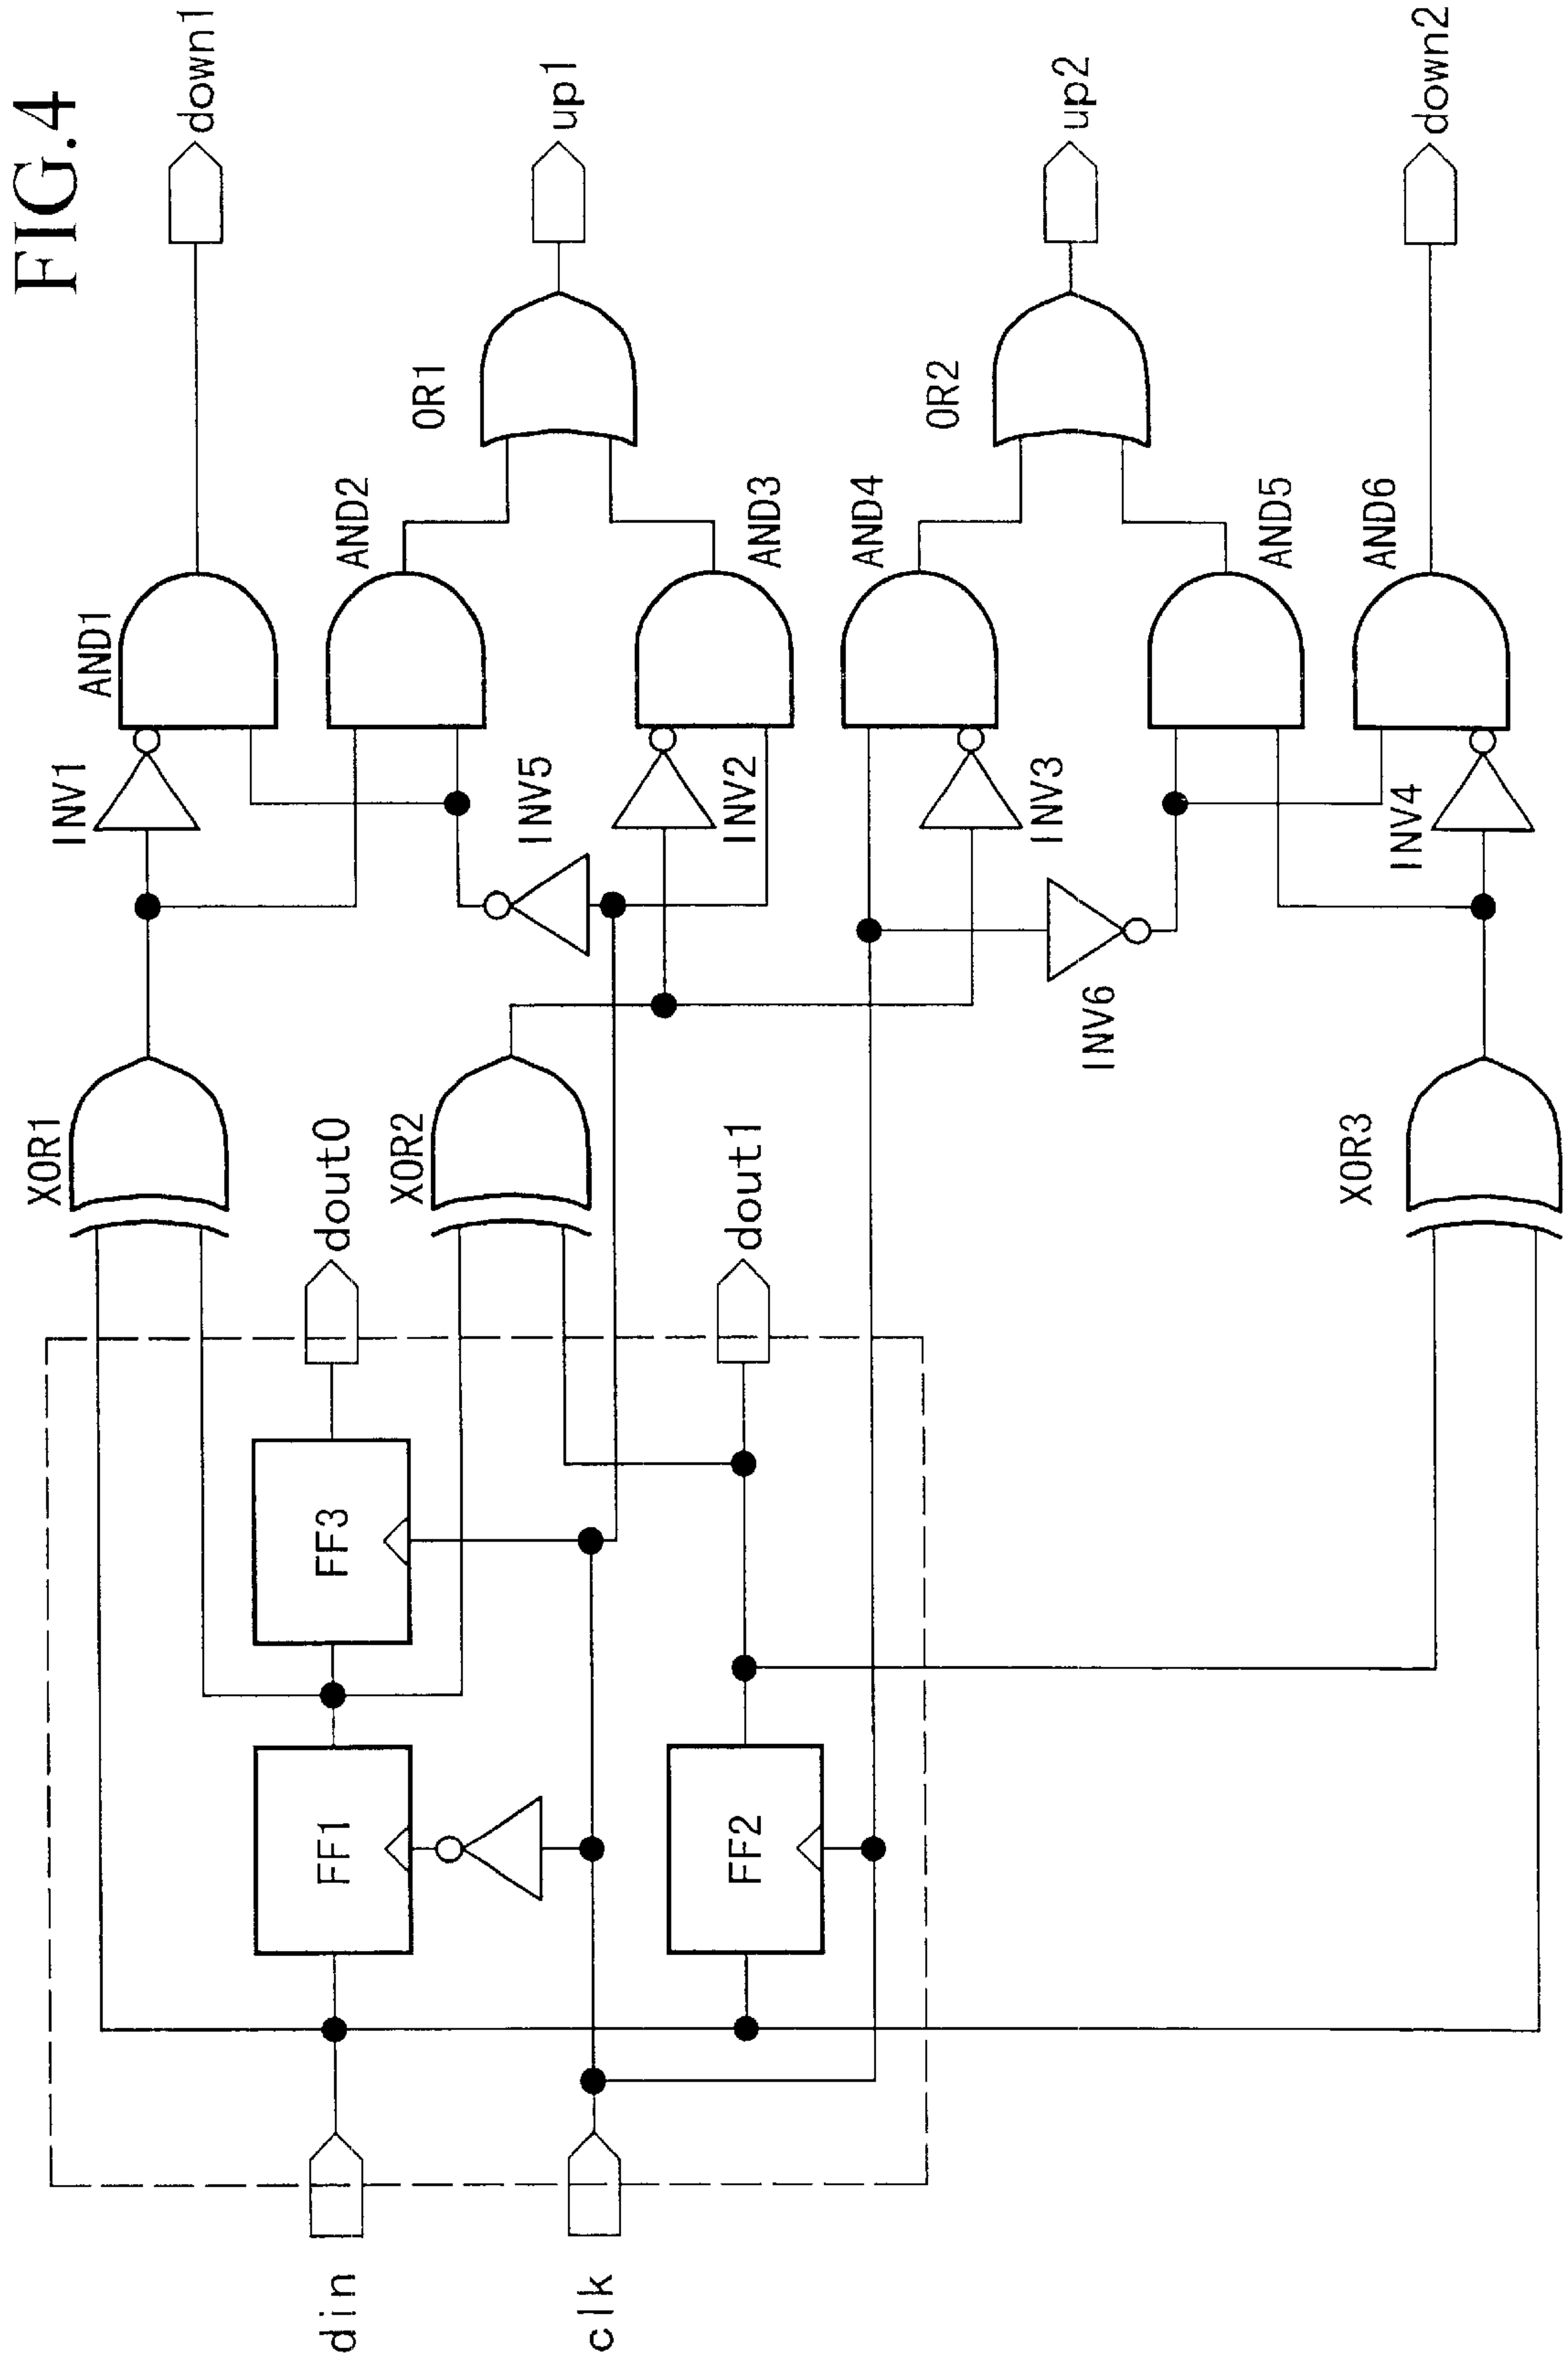 FIG.4
down1
up1
up2
down2
OR1
OR2
AND1
AND2
AND3
AND4
AND5
AND6
INV1
INV5
INV2
INV3
INV4
INV6
XOR1
XOR2
XOR3
dout0
dout1
FF3
FF1
FF2
din
clk